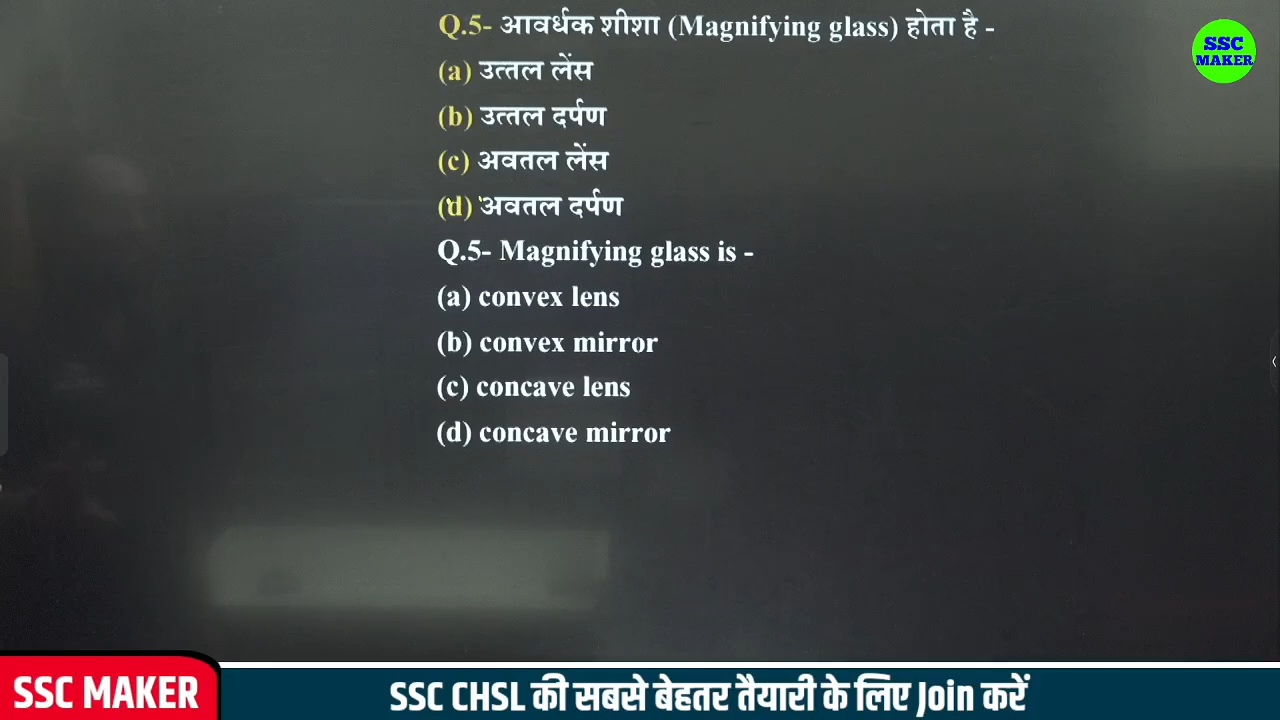 Q.5- आवर्धक शीशा (Magnifying glass) होता है -
SSC
MAKER
(a) उत्तल लेंस
(b) उत्तल दर्पण
(c) अवतल लेंस
(d) अवतल दर्पण
Q.5- Magnifying glass is -
(a) convex lens
(b) convex mirror
(c) concave lens
(d) concave mirror
SSC MAKER
SSC CHSL की सबसे बेहतर तैयारी के लिए Join करें